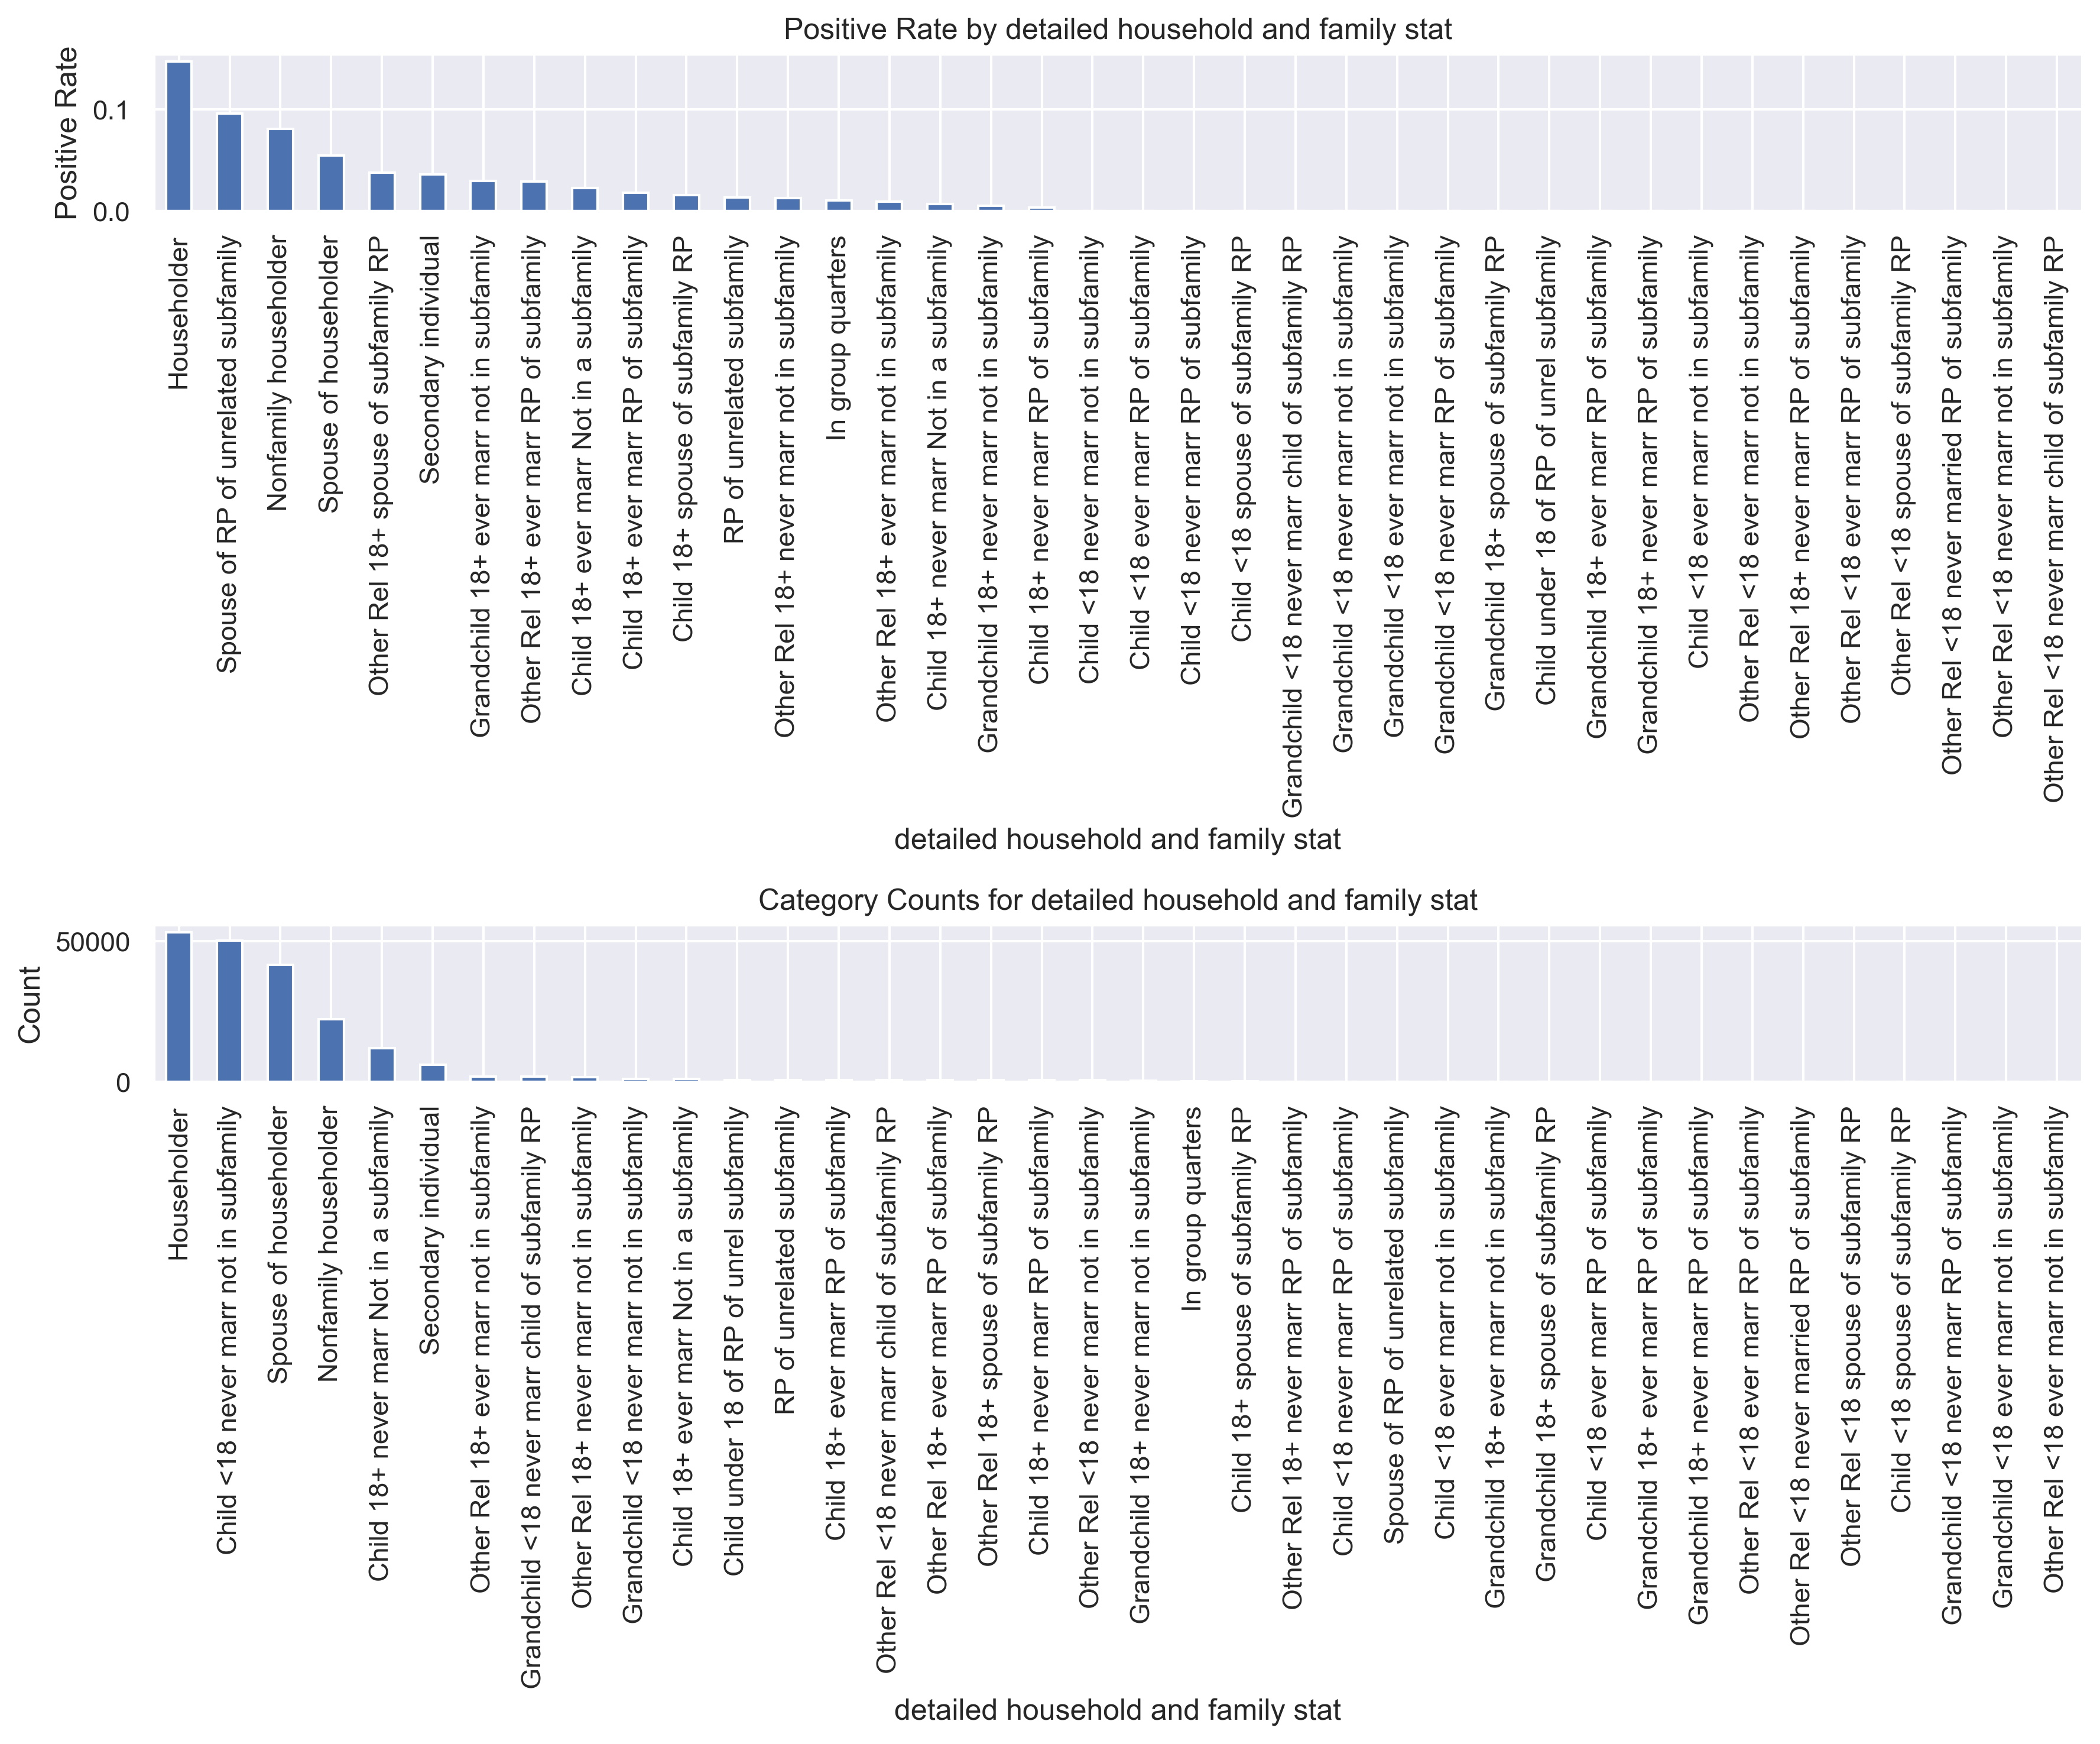 Positive Rate by detailed household and family stat
Positive Rate
0.1
0.0
Householder
Spouse of RP of unrelated subfamily
Nonfamily householder
Spouse of householder
Other Rel 18+ spouse of subfamily RP
Secondary individual
Grandchild 18+ ever marr not in subfamily
Other Rel 18+ ever marr RP of subfamily
Child 18+ ever marr Not in a subfamily
Child 18+ ever marr RP of subfamily
Child 18+ spouse of subfamily RP
RP of unrelated subfamily
Other Rel 18+ never marr not in subfamily
In group quarters
Other Rel 18+ ever marr not in subfamily
Child 18+ never marr Not in a subfamily
Grandchild 18+ never marr not in subfamily
Child 18+ never marr RP of subfamily
Child <18 never marr not in subfamily
Child <18 ever marr RP of subfamily
Child <18 never marr RP of subfamily
Child <18 spouse of subfamily RP
Grandchild <18 never marr child of subfamily RP
Grandchild <18 never marr not in subfamily
Grandchild <18 ever marr not in subfamily
Grandchild <18 never marr RP of subfamily
Grandchild 18+ spouse of subfamily RP
Child under 18 of RP of unrel subfamily
Grandchild 18+ ever marr RP of subfamily
Grandchild 18+ never marr RP of subfamily
Child <18 ever marr not in subfamily
Other Rel <18 ever marr not in subfamily
Other Rel 18+ never marr RP of subfamily
Other Rel <18 ever marr RP of subfamily
Other Rel <18 spouse of subfamily RP
Other Rel <18 never married RP of subfamily
Other Rel <18 never marr not in subfamily
Other Rel <18 never marr child of subfamily RP
detailed household and family stat
Category Counts for detailed household and family stat
Count
50000
0
Householder
Child <18 never marr not in subfamily
Spouse of householder
Nonfamily householder
Child 18+ never marr Not in a subfamily
Secondary individual
Other Rel 18+ ever marr not in subfamily
Grandchild <18 never marr child of subfamily RP
Other Rel 18+ never marr not in subfamily
Grandchild <18 never marr not in subfamily
Child 18+ ever marr Not in a subfamily
Child under 18 of RP of unrel subfamily
RP of unrelated subfamily
Child 18+ ever marr RP of subfamily
Other Rel <18 never marr child of subfamily RP
Other Rel 18+ ever marr RP of subfamily
Other Rel 18+ spouse of subfamily RP
Child 18+ never marr RP of subfamily
Other Rel <18 never marr not in subfamily
Grandchild 18+ never marr not in subfamily
In group quarters
Child 18+ spouse of subfamily RP
Other Rel 18+ never marr RP of subfamily
Child <18 never marr RP of subfamily
Spouse of RP of unrelated subfamily
Child <18 ever marr not in subfamily
Grandchild 18+ ever marr not in subfamily
Grandchild 18+ spouse of subfamily RP
Child <18 ever marr RP of subfamily
Grandchild 18+ ever marr RP of subfamily
Grandchild 18+ never marr RP of subfamily
Other Rel <18 ever marr RP of subfamily
Other Rel <18 never married RP of subfamily
Other Rel <18 spouse of subfamily RP
Child <18 spouse of subfamily RP
Grandchild <18 never marr RP of subfamily
Grandchild <18 ever marr not in subfamily
Other Rel <18 ever marr not in subfamily
detailed household and family stat